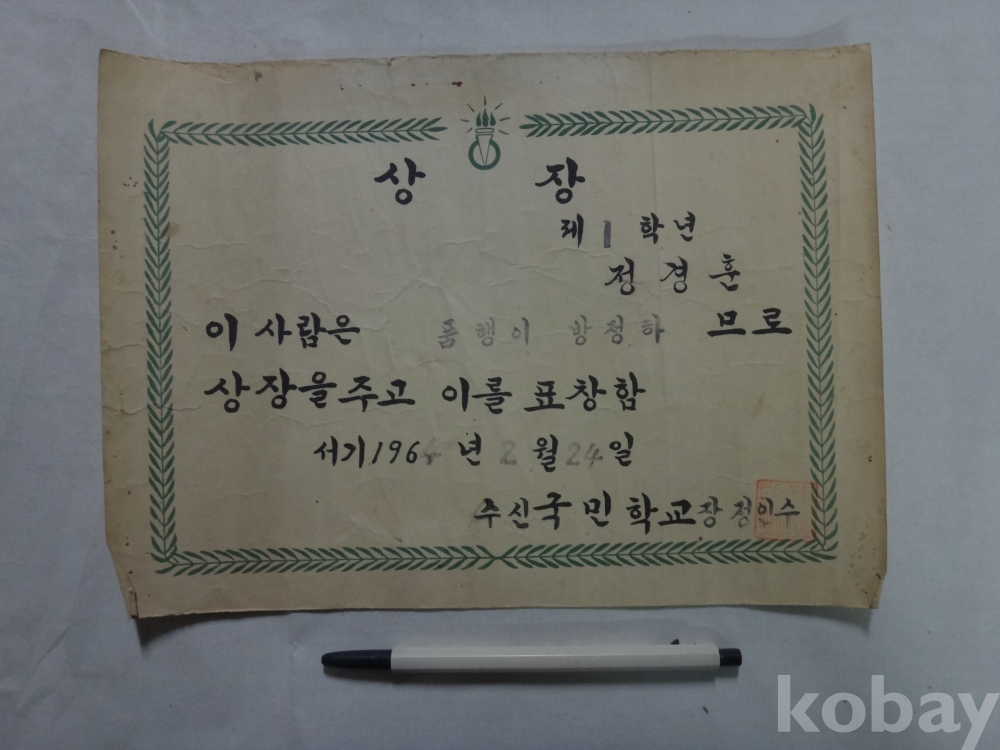 상 장
제 1 학년
정 경 훈
이 사람은 품행이 방정하 므로
상장을 주고 이를 표창함
서기 1964년 2월 24일
주신국민학교장 정인수
kobay